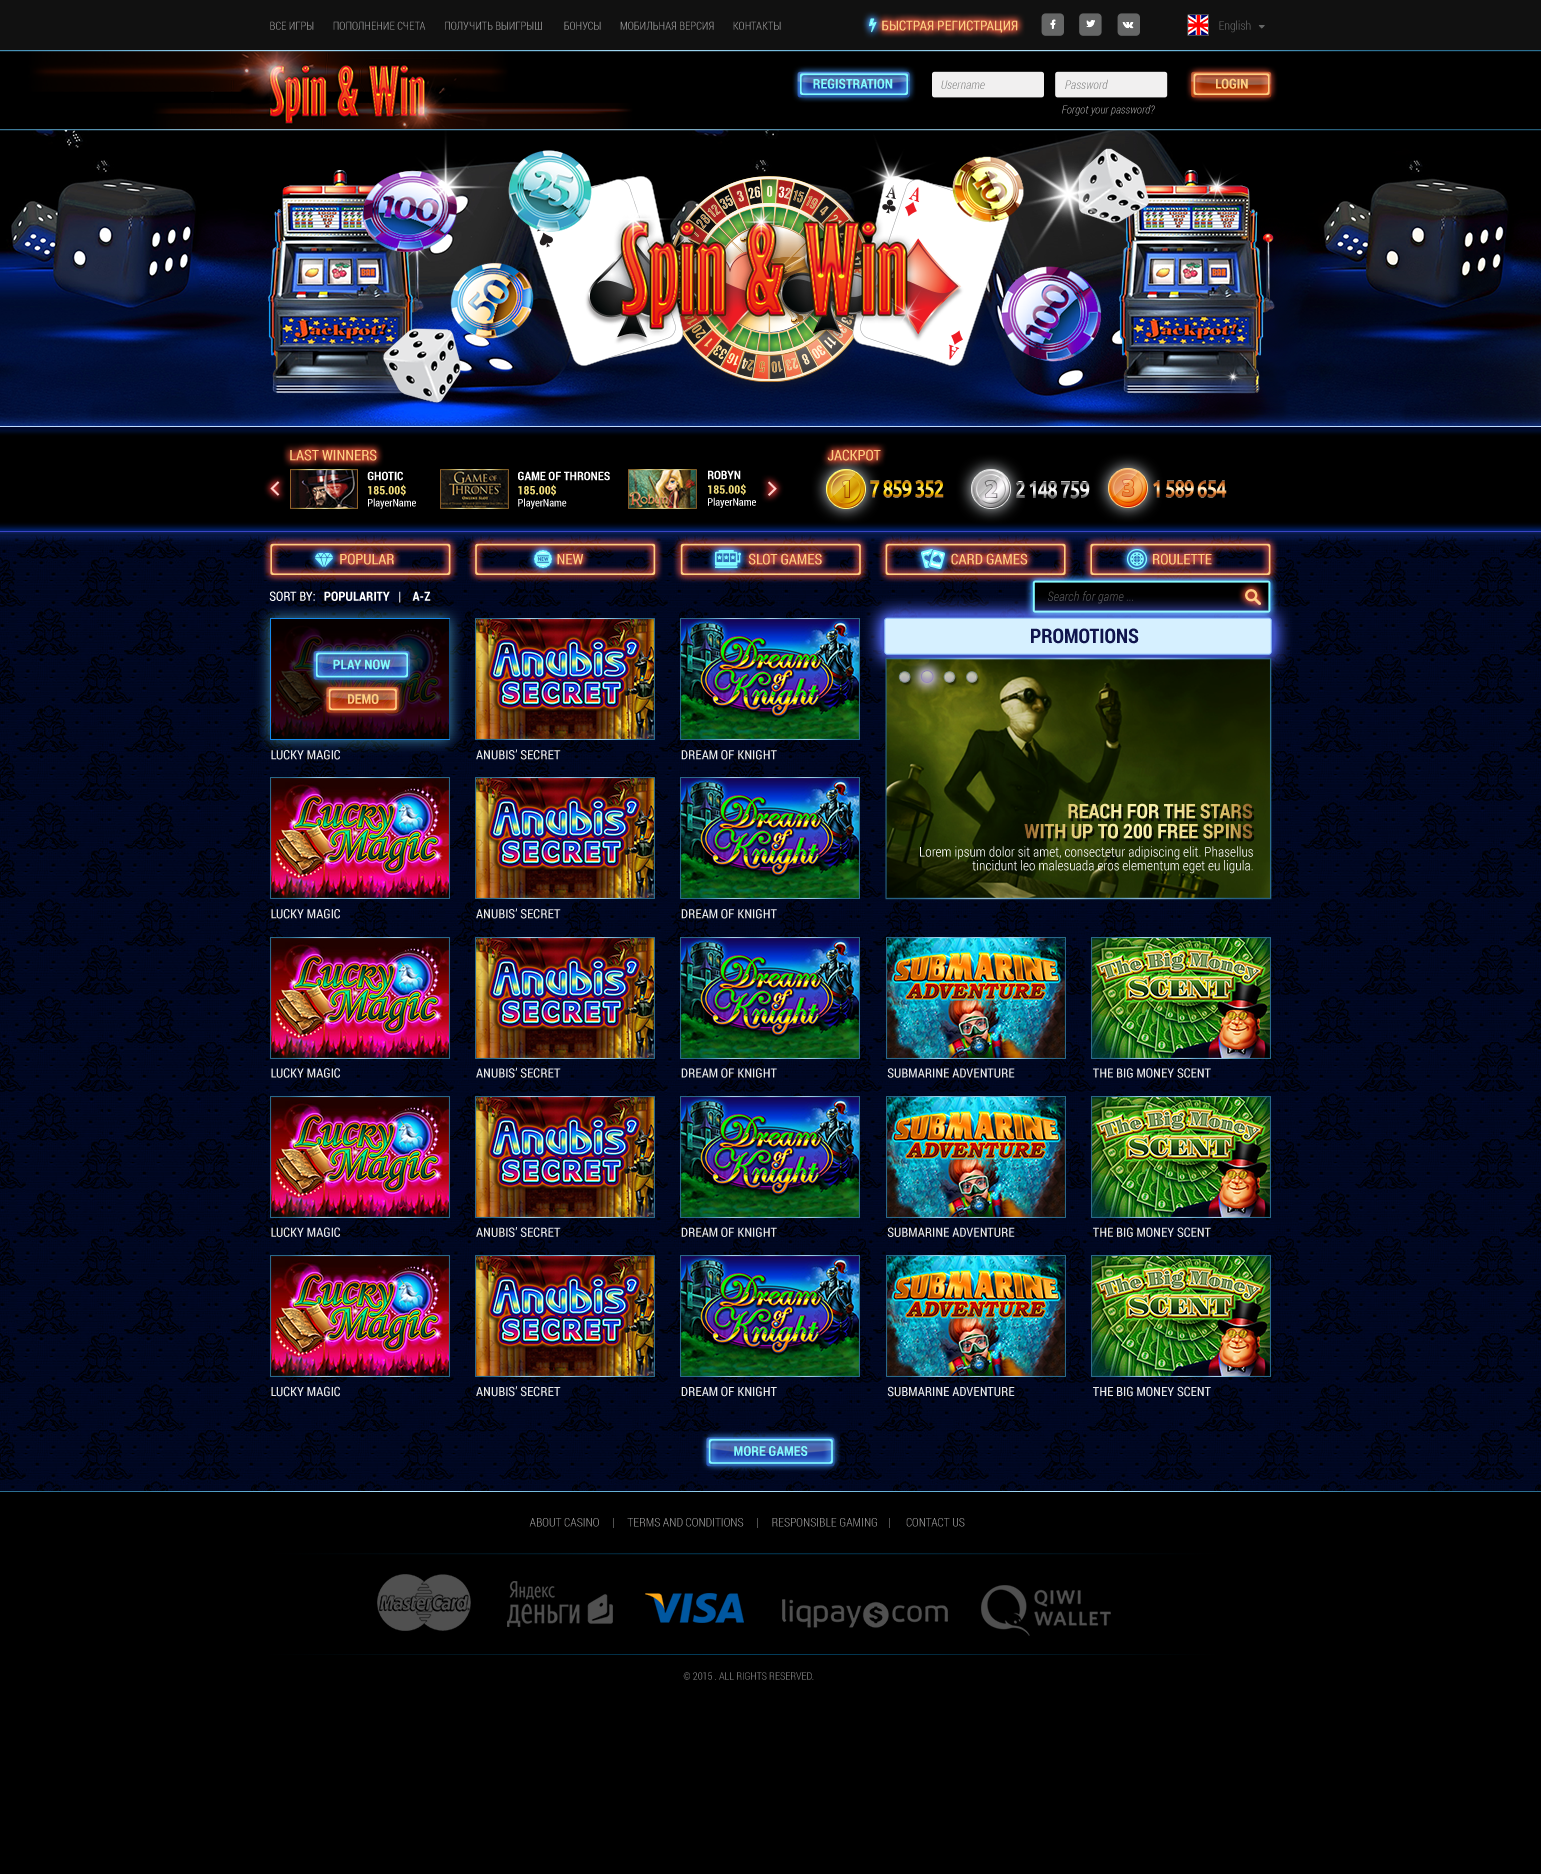 ВСЕ ИГРЫ ПОПОЛНЕНИЕ СЧЕТА ПОЛУЧИТЬ ВЫИГРЫШ БОНУСЫ МОБИЛЬНАЯ ВЕРСИЯ КОНТАКТЫ БЫСТРАЯ РЕГИСТРАЦИЯ English
Spin & Win REGISTRATION Username Password LOGIN
Forgot your password?
100 25 10
Spin & Win
50 100
Jackpot! Jackpot!
LAST WINNERS JACKPOT
GHOTIC
185.00$
PlayerName
GAME OF THRONES
185.00$
PlayerName
ROBYN
185.00$
PlayerName
1 7 859 352 2 2 148 759 3 1 589 654
POPULAR NEW SLOT GAMES CARD GAMES ROULETTE
SORT BY: POPULARITY | A-Z Search for game ...
PLAY NOW
DEMO
Anubis' SECRET
Dream of Knight
PROMOTIONS
LUCKY MAGIC ANUBIS' SECRET DREAM OF KNIGHT
Lucky Magic
Anubis' SECRET
Dream of Knight
REACH FOR THE STARS
WITH UP TO 200 FREE SPINS
Lorem ipsum dolor sit amet, consectetur adipiscing elit. Phasellus
tincidunt leo malesuada eros elementum eget eu ligula.
LUCKY MAGIC ANUBIS' SECRET DREAM OF KNIGHT
Lucky Magic
Anubis' SECRET
Dream of Knight
SUBMARINE ADVENTURE
The Big Money SCENT
LUCKY MAGIC ANUBIS' SECRET DREAM OF KNIGHT SUBMARINE ADVENTURE THE BIG MONEY SCENT
Lucky Magic
Anubis' SECRET
Dream of Knight
SUBMARINE ADVENTURE
The Big Money SCENT
LUCKY MAGIC ANUBIS' SECRET DREAM OF KNIGHT SUBMARINE ADVENTURE THE BIG MONEY SCENT
Lucky Magic
Anubis' SECRET
Dream of Knight
SUBMARINE ADVENTURE
The Big Money SCENT
LUCKY MAGIC ANUBIS' SECRET DREAM OF KNIGHT SUBMARINE ADVENTURE THE BIG MONEY SCENT
MORE GAMES
ABOUT CASINO | TERMS AND CONDITIONS | RESPONSIBLE GAMING | CONTACT US
MasterCard Яндекс деньги VISA liqpay$com QIWI WALLET
© 2015 . ALL RIGHTS RESERVED.